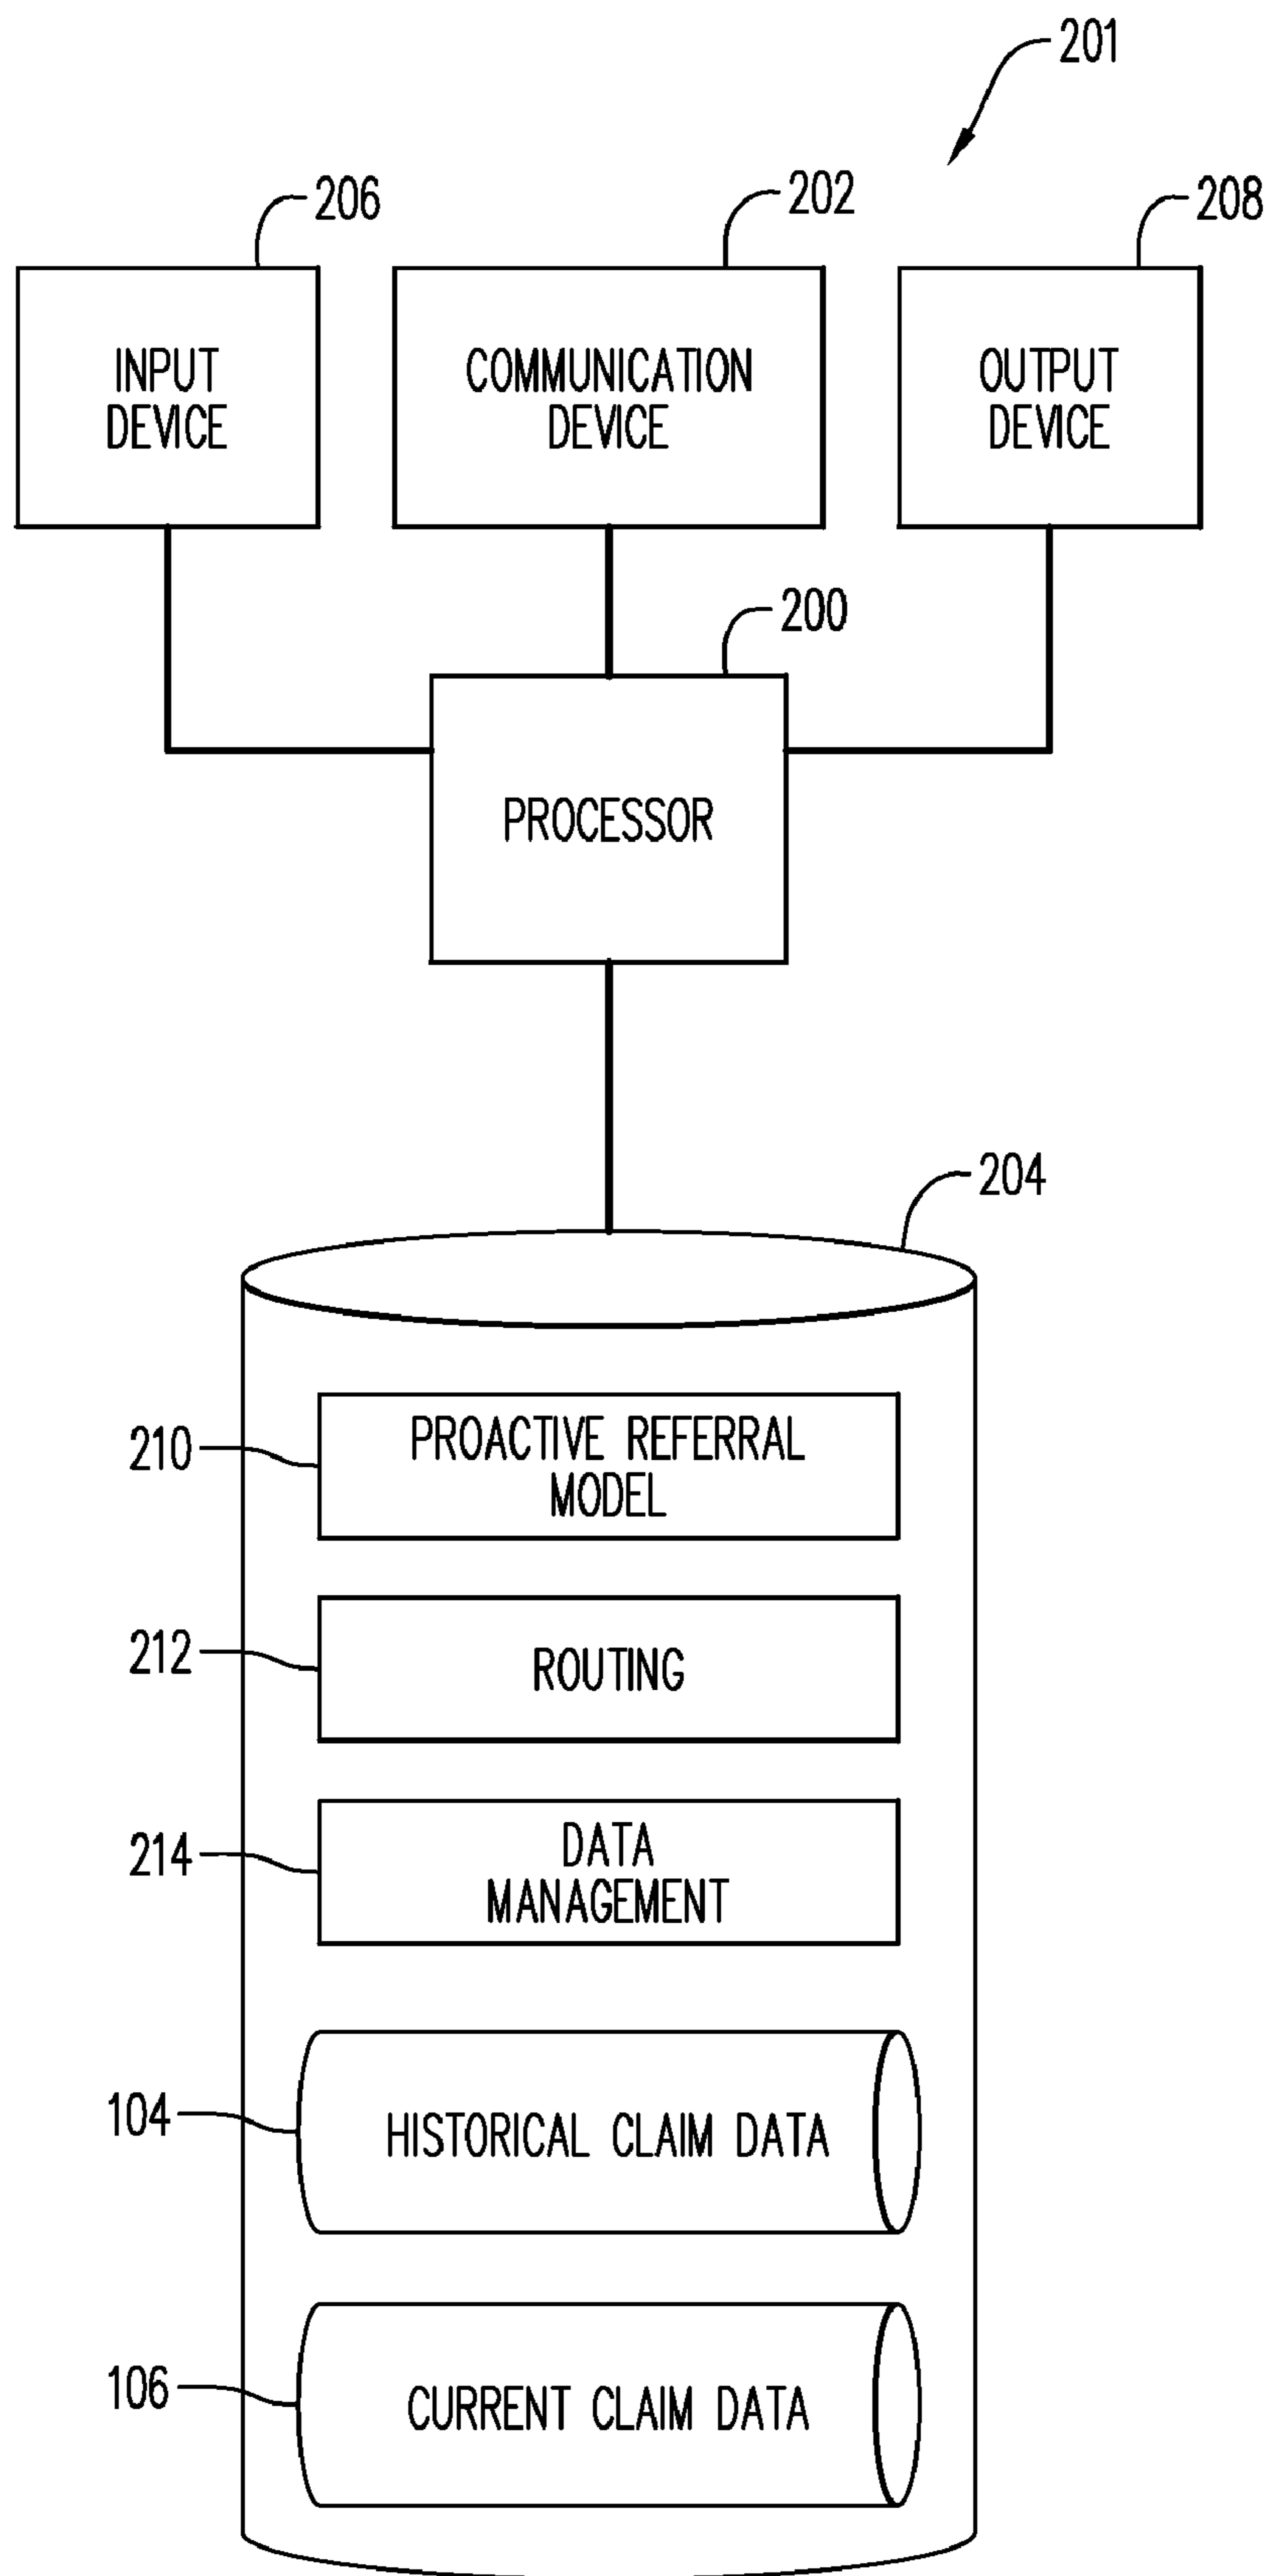 201
206
202
208
INPUT
DEVICE
COMMUNICATION
DEVICE
OUTPUT
DEVICE
200
PROCESSOR
204
210
PROACTIVE REFERRAL
MODEL
212
ROUTING
214
DATA
MANAGEMENT
104
HISTORICAL CLAIM DATA
106
CURRENT CLAIM DATA